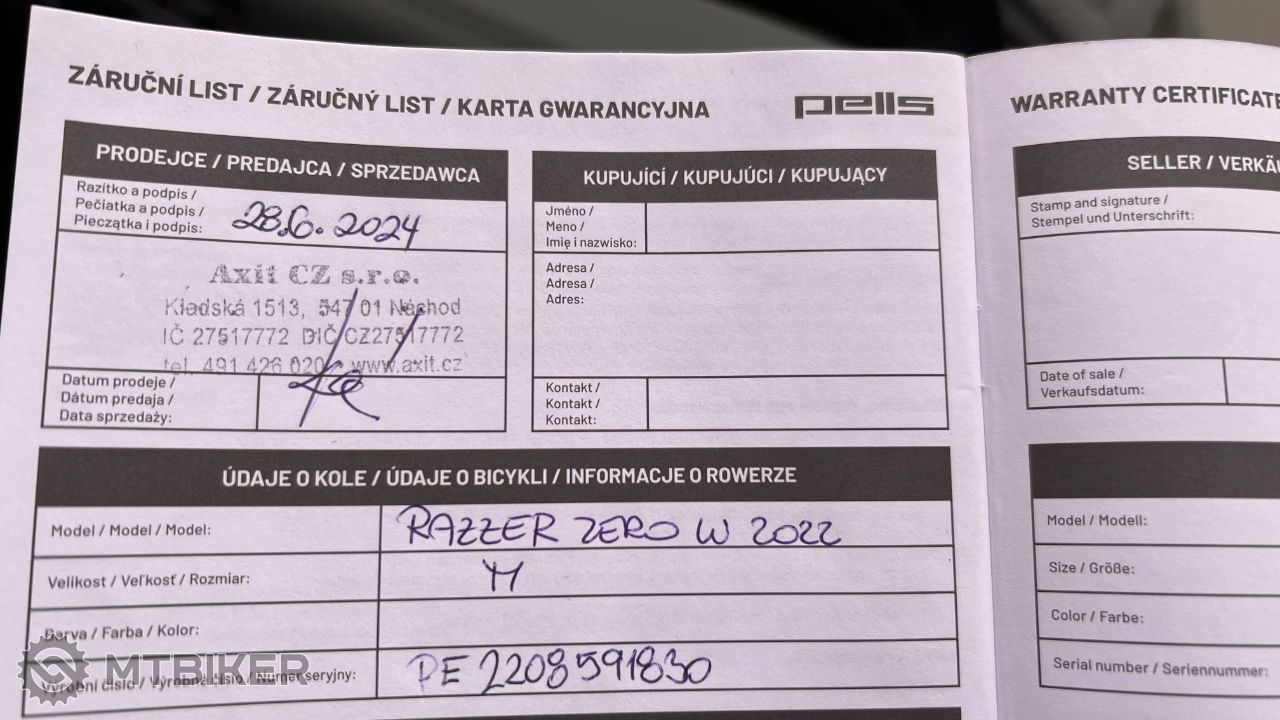 ZÁRUČNÍ LIST / ZÁRUČNÝ LIST / KARTA GWARANCYJNA
pells
PRODEJCE / PREDAJCA / SPRZEDAWCA
Razítko a podpis /
Pečiatka a podpis /
Pieczątka i podpis:
28.6. 2024
Axit CZ s.r.o.
Kladská 1513, 547 01 Náchod
IČ 27517772 DIČ CZ27517772
tel. 491 426 020 www.axit.cz
Datum prodeje /
Dátum predaja /
Data sprzedaży:
KUPUJÍCÍ / KUPUJÚCI / KUPUJĄCY
Jméno /
Meno /
Imię i nazwisko:
Adresa /
Adresa /
Adres:
Kontakt /
Kontakt /
Kontakt:
ÚDAJE O KOLE / ÚDAJE O BICYKLI / INFORMACJE O ROWERZE
Model / Model / Model:
RAZZER ZERO W 2022
Velikost / Veľkosť / Rozmiar:
M
Barva / Farba / Kolor:
Výrobní číslo / Výrobné číslo / Numer seryjny:
PE 2208591830
MTBIKER
WARRANTY CERTIFICATE
SELLER / VERKÄU
Stamp and signature /
Stempel und Unterschrift:
Date of sale /
Verkaufsdatum:
Model / Modell:
Size / Größe:
Color / Farbe:
Serial number / Seriennummer: